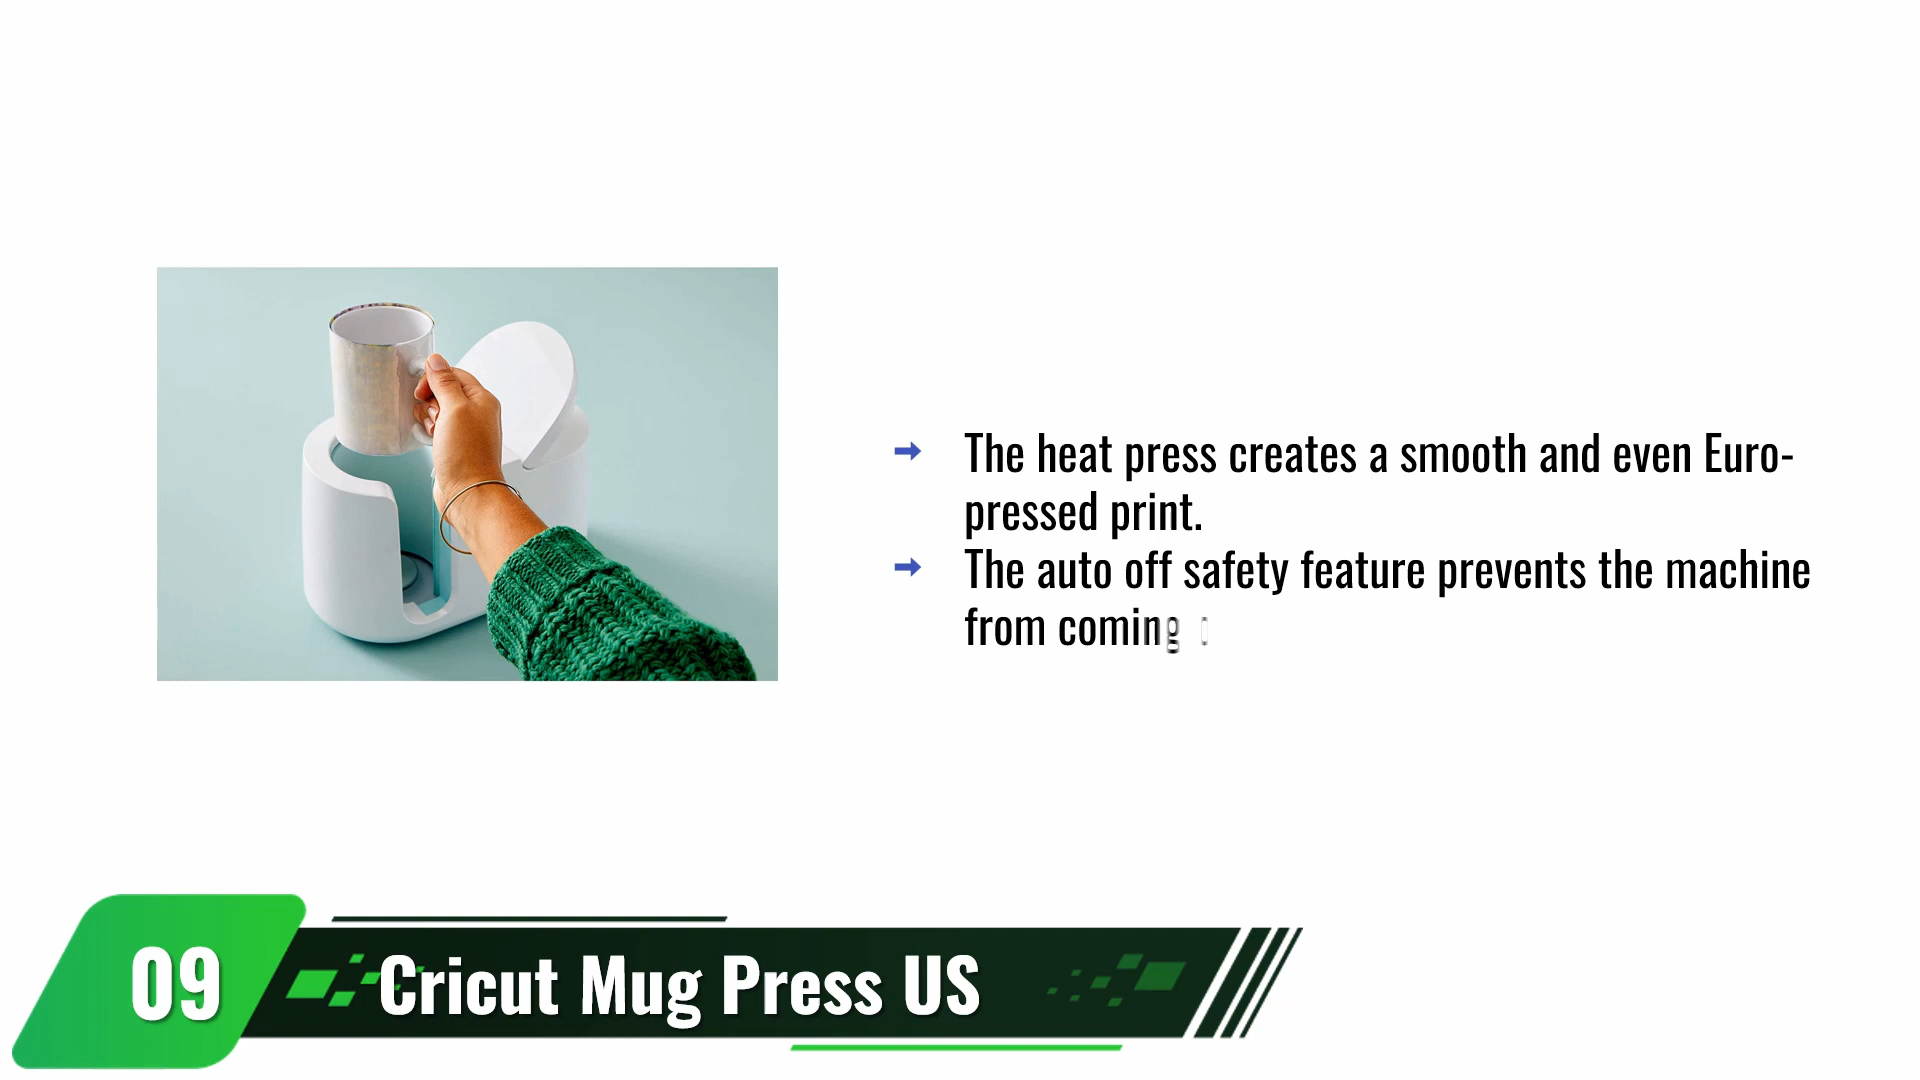 The heat press creates a smooth and even Euro-
pressed print.
The auto off safety feature prevents the machine
from coming
09
Cricut Mug Press US